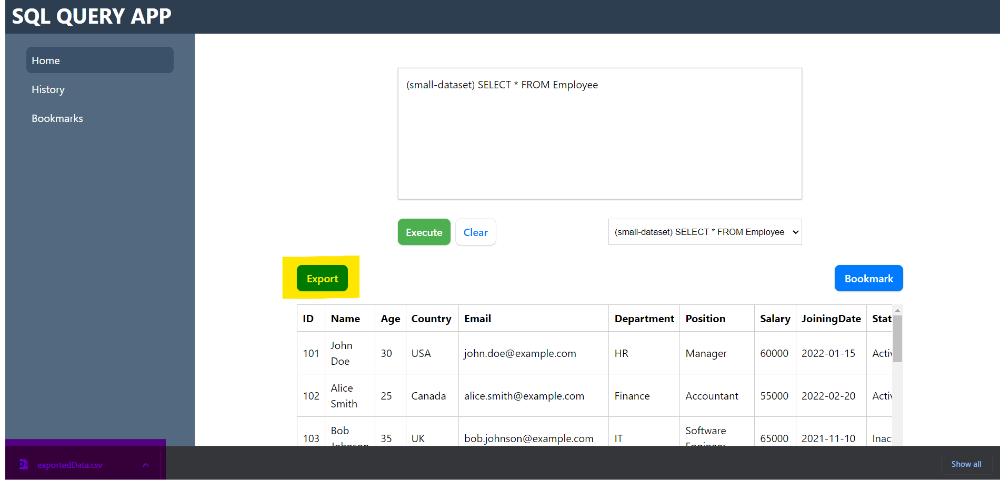 SQL QUERY APP
Home
History
Bookmarks
(small-dataset) SELECT * FROM Employee
Execute
Clear
(small-dataset) SELECT * FROM Employee
Export
Bookmark
ID Name Age Country Email Department Position Salary JoiningDate Stat
101 John Doe 30 USA john.doe@example.com HR Manager 60000 2022-01-15 Activ
102 Alice Smith 25 Canada alice.smith@example.com Finance Accountant 55000 2022-02-20 Activ
103 Bob Johnson 35 UK bob.johnson@example.com IT Software Engineer 65000 2021-11-10 Inac
exportedData.csv
Show all